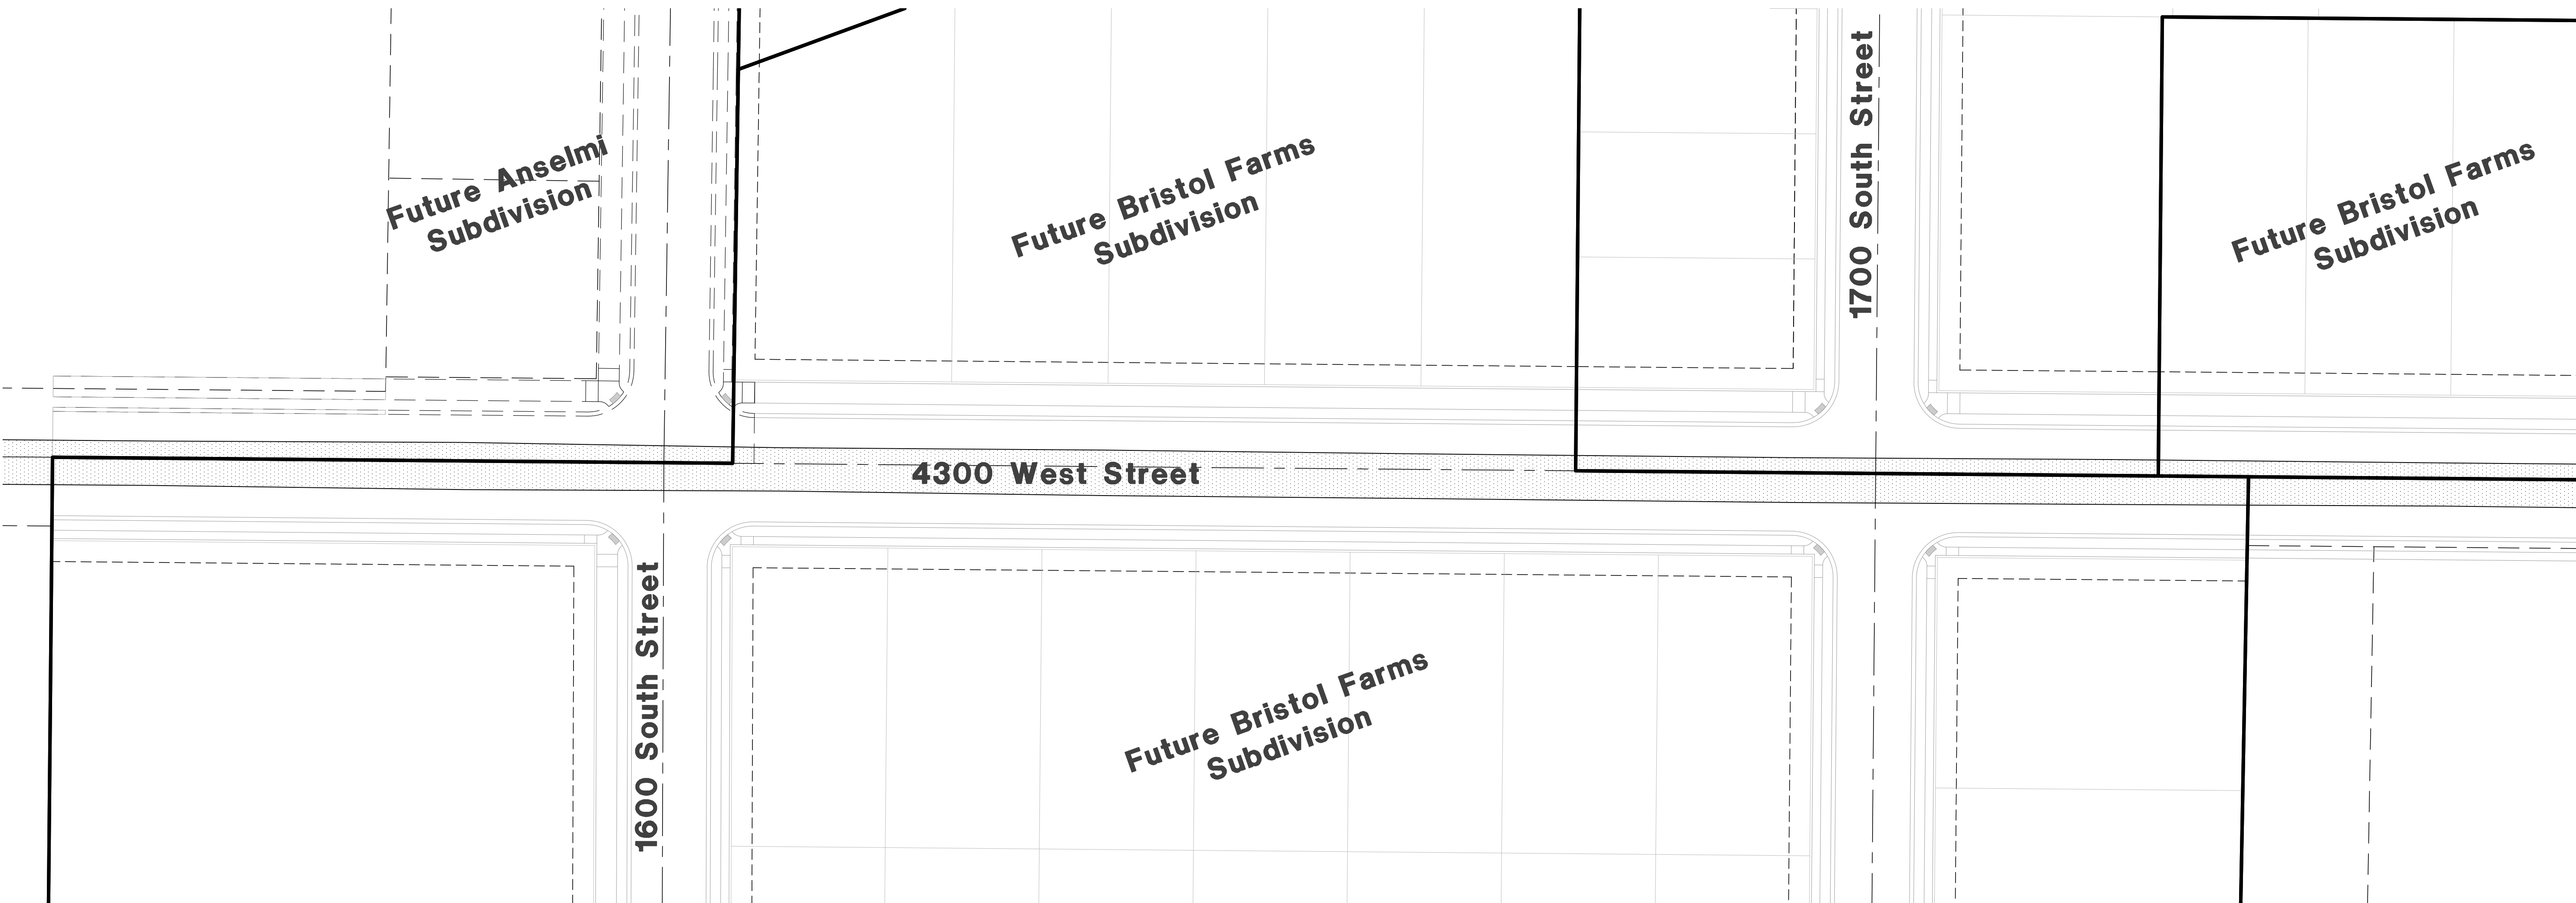 Future Anselmi
Subdivision
Future Bristol Farms
Subdivision
1700 South Street
Future Bristol Farms
Subdivision
4300 West Street
1600 South Street
Future Bristol Farms
Subdivision